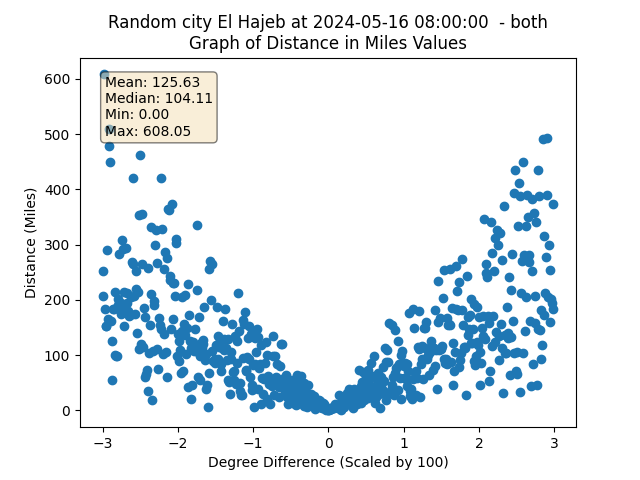 Random city El Hajeb at 2024-05-16 08:00:00  - both
Graph of Distance in Miles Values
Mean: 125.63
Median: 104.11
Min: 0.00
Max: 608.05
600
500
400
300
200
100
0
Distance (Miles)
−3
−2
−1
0
1
2
3
Degree Difference (Scaled by 100)